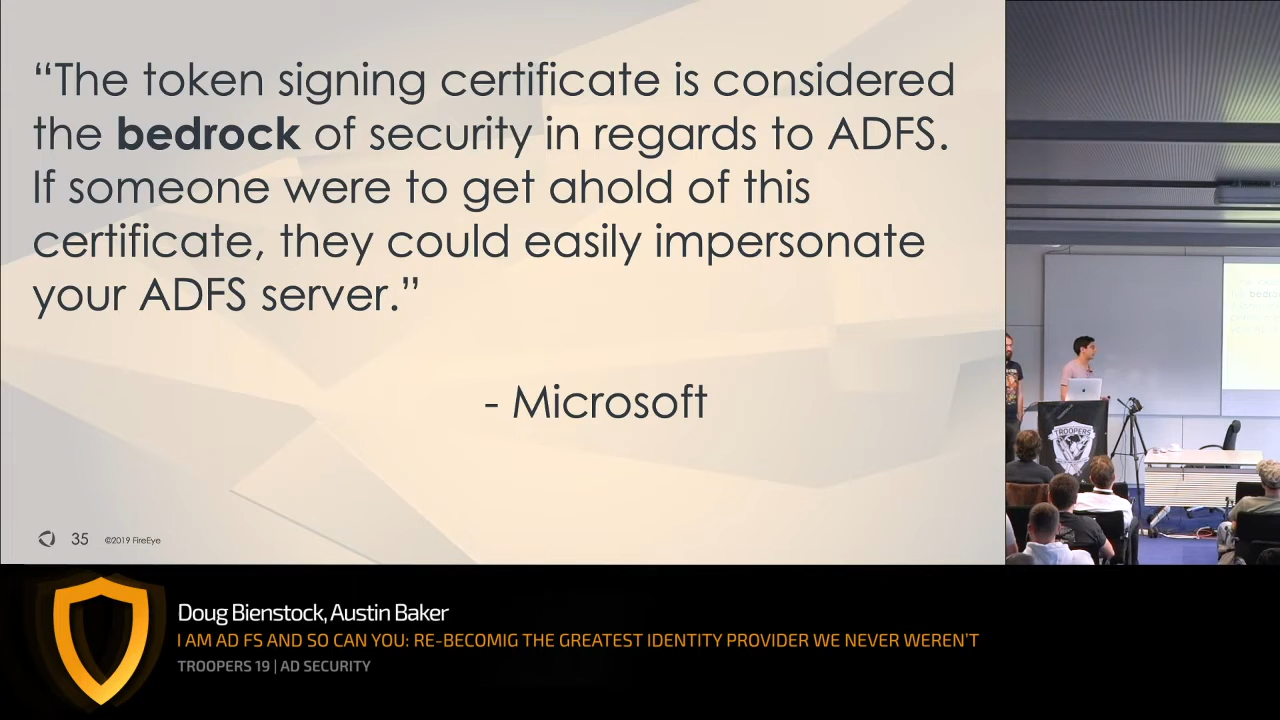 “The token signing certificate is considered
the bedrock of security in regards to ADFS.
If someone were to get ahold of this
certificate, they could easily impersonate
your ADFS server.”
- Microsoft
35 ©2019 FireEye
TROOPERS
Doug Bienstock, Austin Baker
I AM AD FS AND SO CAN YOU: RE-BECOMIG THE GREATEST IDENTITY PROVIDER WE NEVER WEREN'T
TROOPERS 19 | AD SECURITY